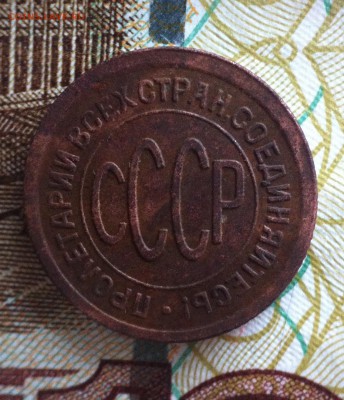 ПРОЛЕТАРИИ ВСЕХ СТРАН, СОЕДИНЯЙТЕСЬ!
СССР